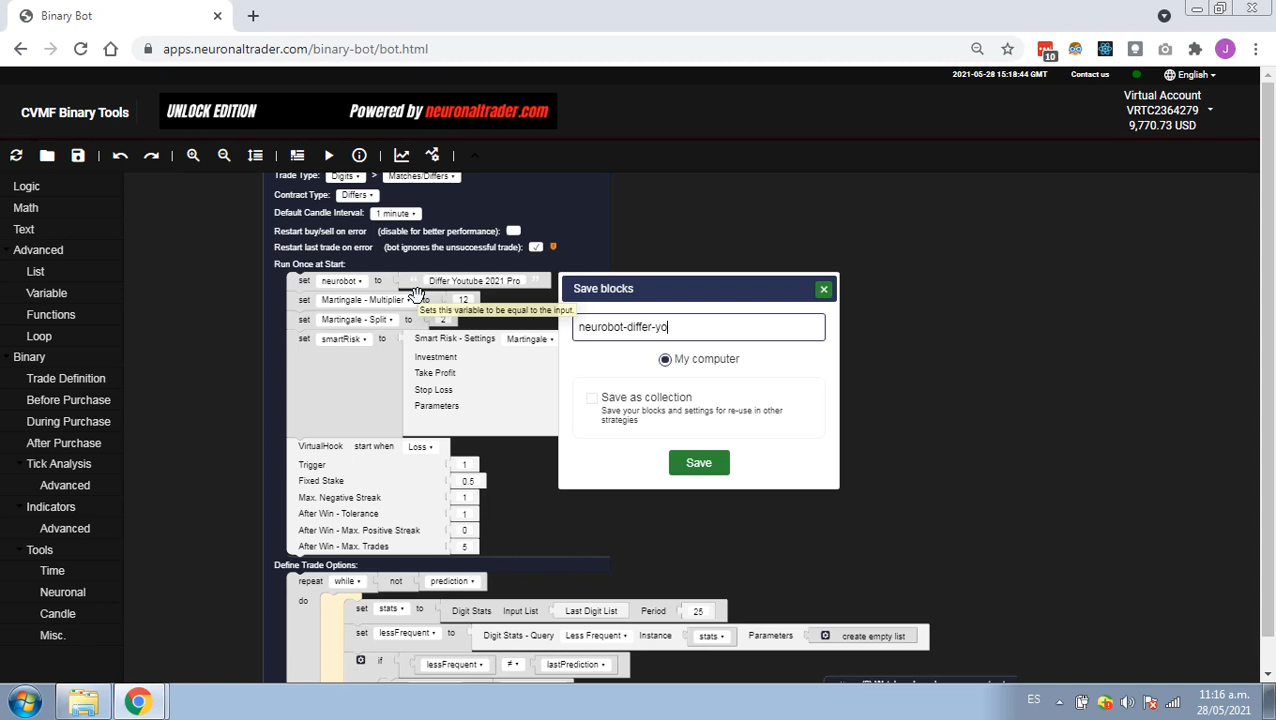 Binary Bot
apps.neuronaltrader.com/binary-bot/bot.html
10
J
2021-05-28 15:18:44 GMT
Contact us
English
CVMF Binary Tools
UNLOCK EDITION
Powered by neuronaltrader.com
Virtual Account
VRTC2364279
9,770.73 USD
Logic
Math
Text
Advanced
List
Variable
Functions
Loop
Binary
Trade Definition
Before Purchase
During Purchase
After Purchase
Tick Analysis
Advanced
Indicators
Advanced
Tools
Time
Neuronal
Candle
Misc.
Trade Type: Digits > Matches/Differs
Contract Type: Differs
Default Candle Interval: 1 minute
Restart buy/sell on error (disable for better performance):
Restart last trade on error (bot ignores the unsuccessful trade):
Run Once at Start:
set neurobot to “ Differ Youtube 2021 Pro ”
set Martingale - Multiplier to 12
Sets this variable to be equal to the input.
set Martingale - Split to 2
set smartRisk to Smart Risk - Settings Martingale
Investment
Take Profit
Stop Loss
Parameters
VirtualHook start when Loss
Trigger 1
Fixed Stake 0.5
Max. Negative Streak 1
After Win - Tolerance 1
After Win - Max. Positive Streak 0
After Win - Max. Trades 5
Define Trade Options:
repeat while not prediction
do set stats to Digit Stats Input List Last Digit List Period 25
set lessFrequent to Digit Stats - Query Less Frequent Instance stats Parameters create empty list
if lessFrequent ≠ lastPrediction
Save blocks
neurobot-differ-yo
My computer
Save as collection
Save your blocks and settings for re-use in other
strategies
Save
ES
11:16 a.m.
28/05/2021